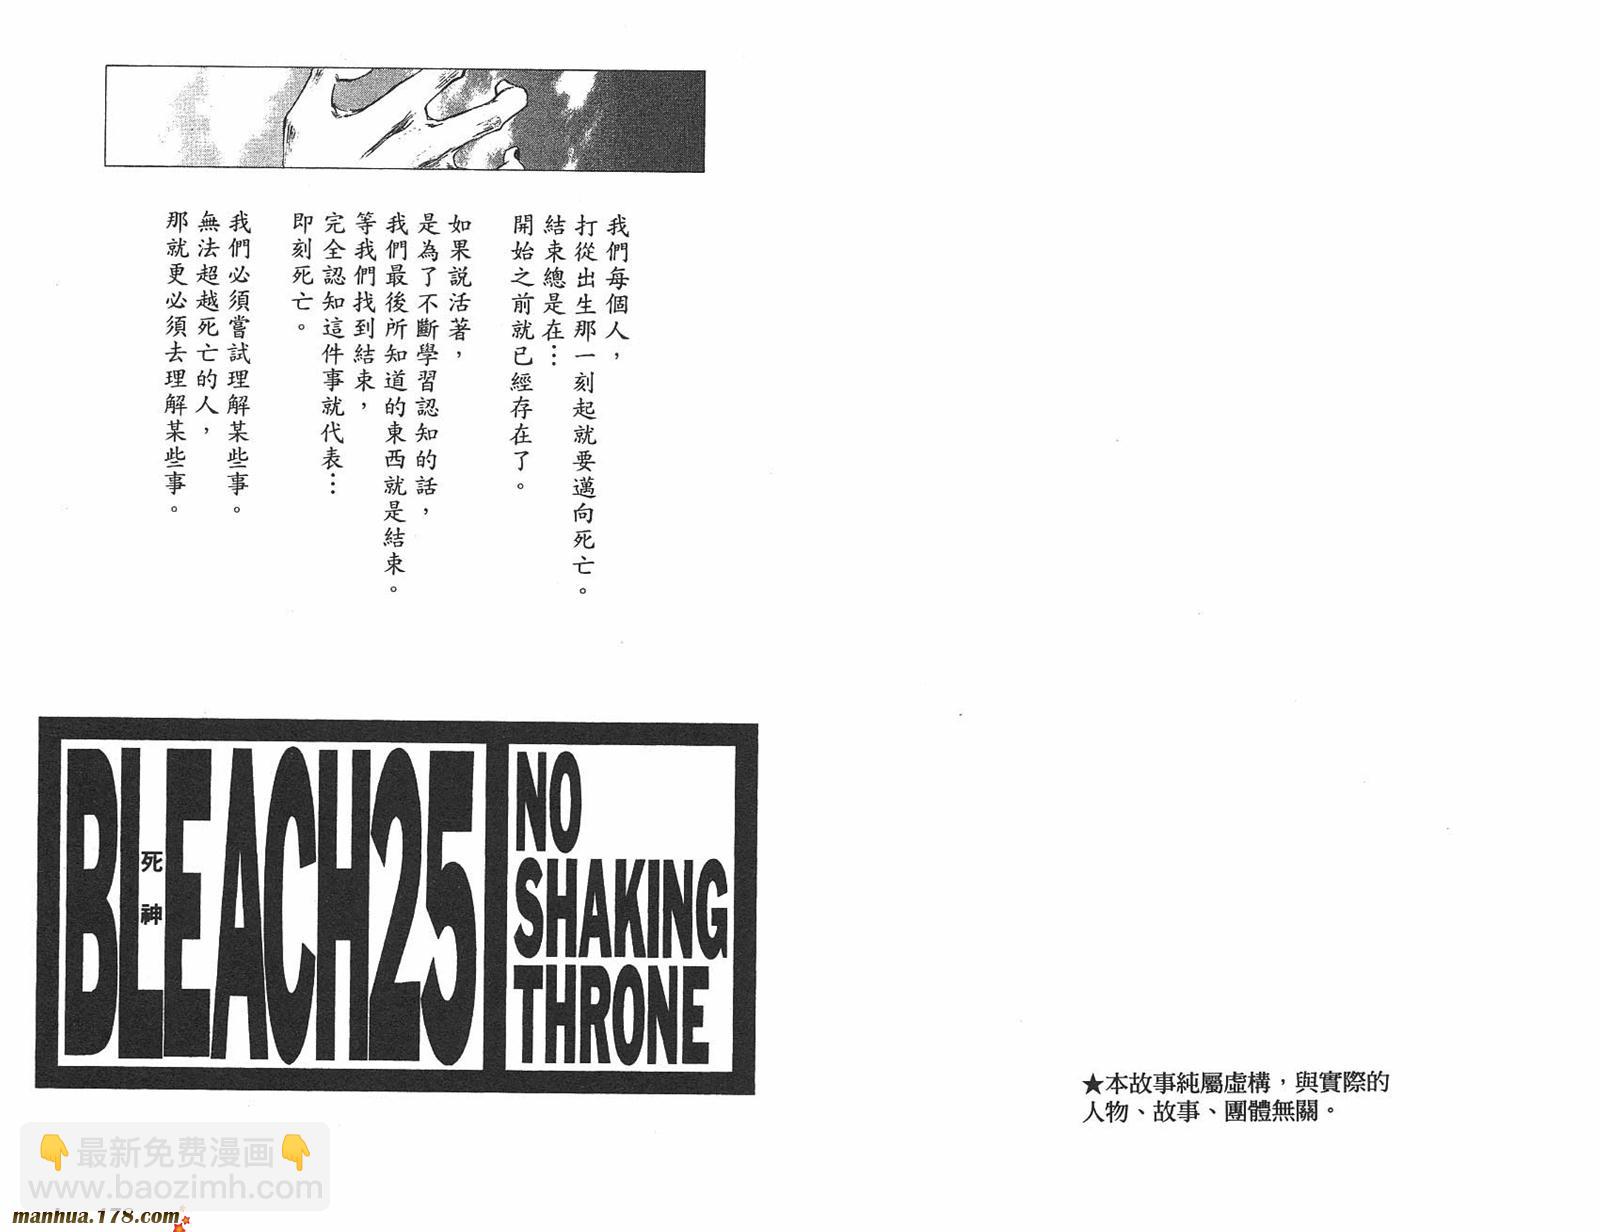 ★本故事純屬虛構，與實際的
人物、故事、團體無關。
我們每個人，
打從出生那一刻起就要邁向死亡。
結束總是在…
開始之前就已經存在了。
如果說活著，
是為了不斷學習認知的話，
我們最後所知道的東西就是結束。
等我們找到結束，
完全認知這件事就代表…
即刻死亡。
我們必須嘗試理解某些事。
無法超越死亡的人，
那就更必須去理解某些事。
BLEACH25
死神
NO
SHAKING
THRONE
最新免费漫画
www.baozimh.com
manhua.178.com